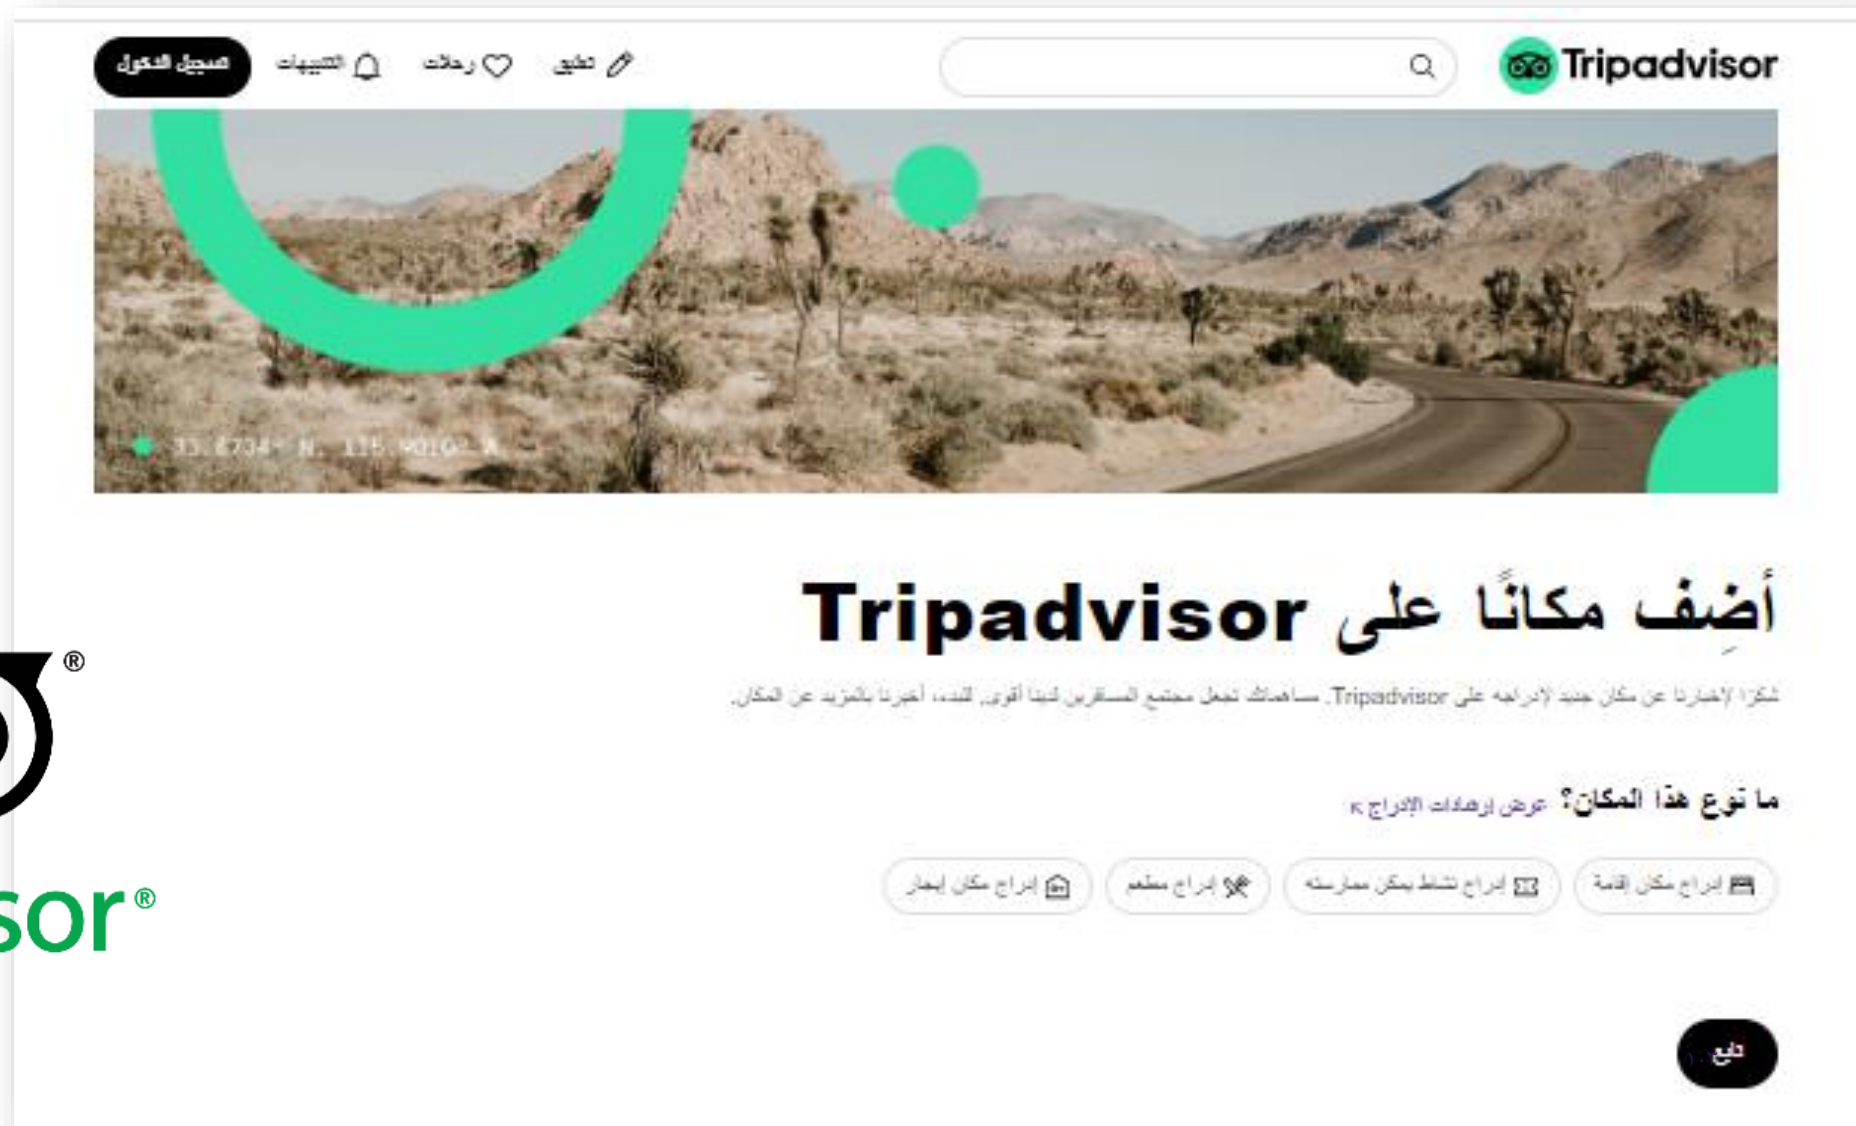 Tripadvisor
تعليق
رحلات
التنبيهات
تسجيل الدخول
أضِف مكانًا على Tripadvisor
شكرًا لإخبارنا عن مكان جديد لإدراجه على Tripadvisor. مساهماتك تجعل مجتمع المسافرين لدينا أقوى. للبدء، أخبرنا بالمزيد عن المكان.
®
ما نوع هذا المكان؟ عرض إرشادات الإدراج
إدراج مكان إقامة
إدراج نشاط يمكن ممارسته
إدراج مطعم
إدراج مكان إيجار
sor®
تابع